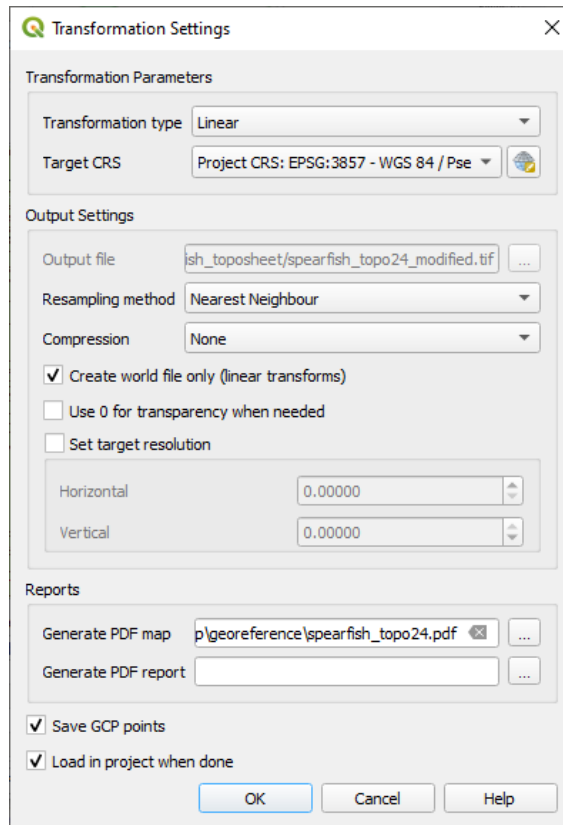 Transformation Settings
Transformation Parameters
Transformation type Linear
Target CRS Project CRS: EPSG:3857 - WGS 84 / Pse
Output Settings
Output file ish_toposheet/spearfish_topo24_modified.tif ...
Resampling method Nearest Neighbour
Compression None
Create world file only (linear transforms)
Use 0 for transparency when needed
Set target resolution
Horizontal 0.00000
Vertical 0.00000
Reports
Generate PDF map p\georeference\spearfish_topo24.pdf ...
Generate PDF report ...
Save GCP points
Load in project when done
OK Cancel Help